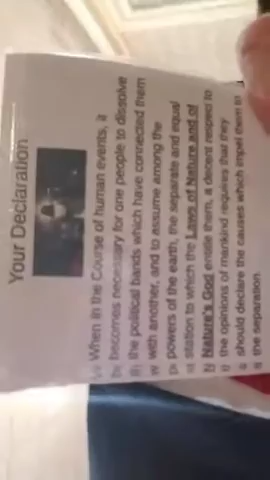 Your Declaration
When in the Course of human events, it
becomes necessary for one people to dissolve
the political bands which have connected them
with another, and to assume among the
powers of the earth, the separate and equal
station to which the Laws of Nature and of
Nature's God entitle them, a decent respect to
the opinions of mankind requires that they
should declare the causes which impel them to
the separation.